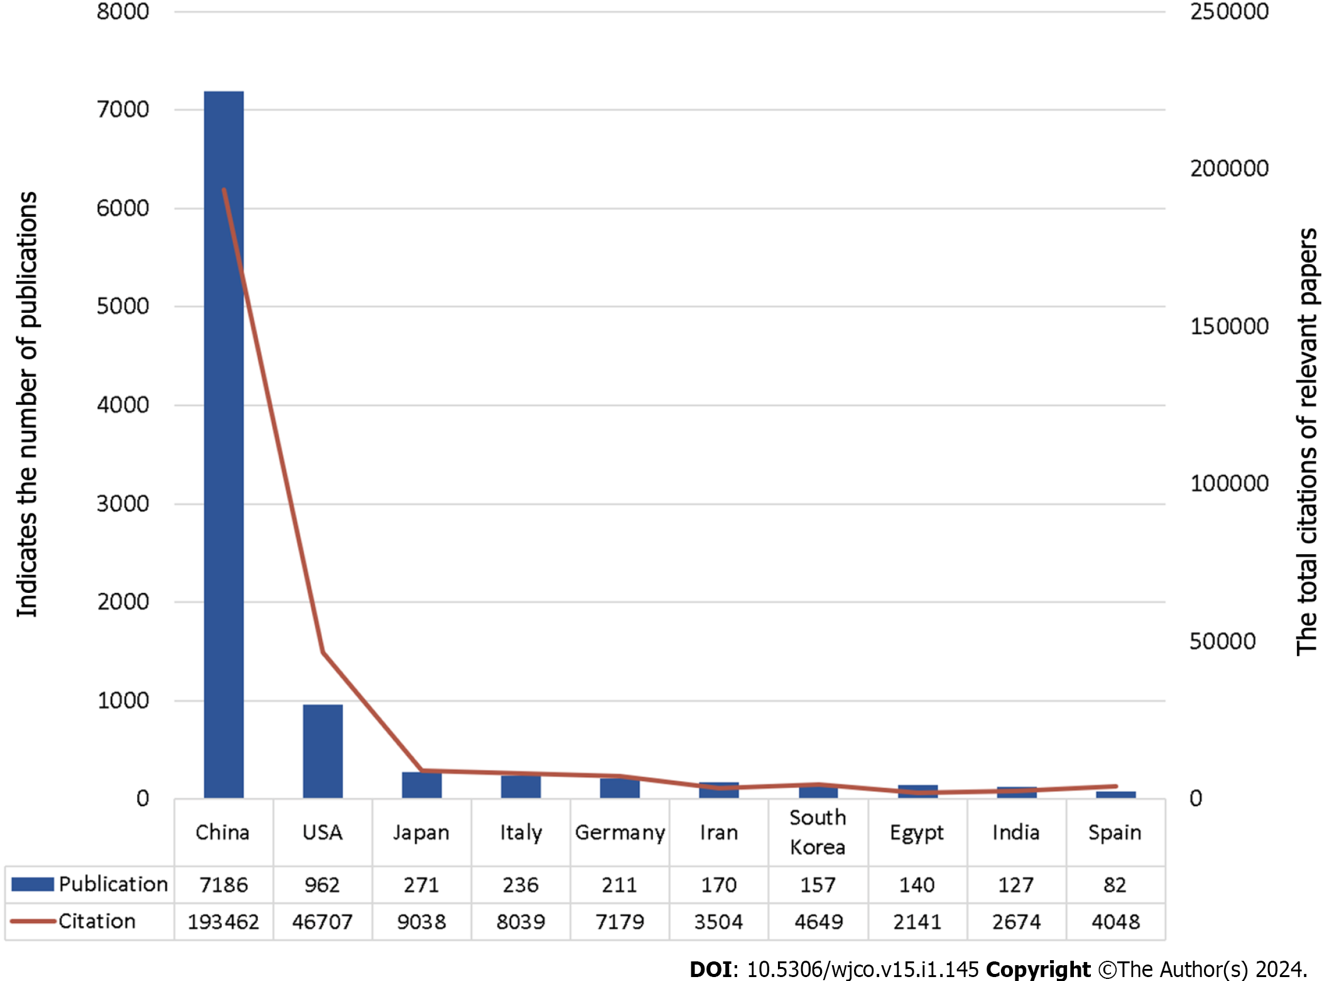 8000
7000
6000
5000
4000
3000
2000
1000
0
Indicates the number of publications
250000
200000
150000
100000
50000
0
The total citations of relevant papers
China USA Japan Italy Germany Iran South Korea Egypt India Spain
Publication 7186 962 271 236 211 170 157 140 127 82
Citation 193462 46707 9038 8039 7179 3504 4649 2141 2674 4048
DOI: 10.5306/wjco.v15.i1.145 Copyright ©The Author(s) 2024.